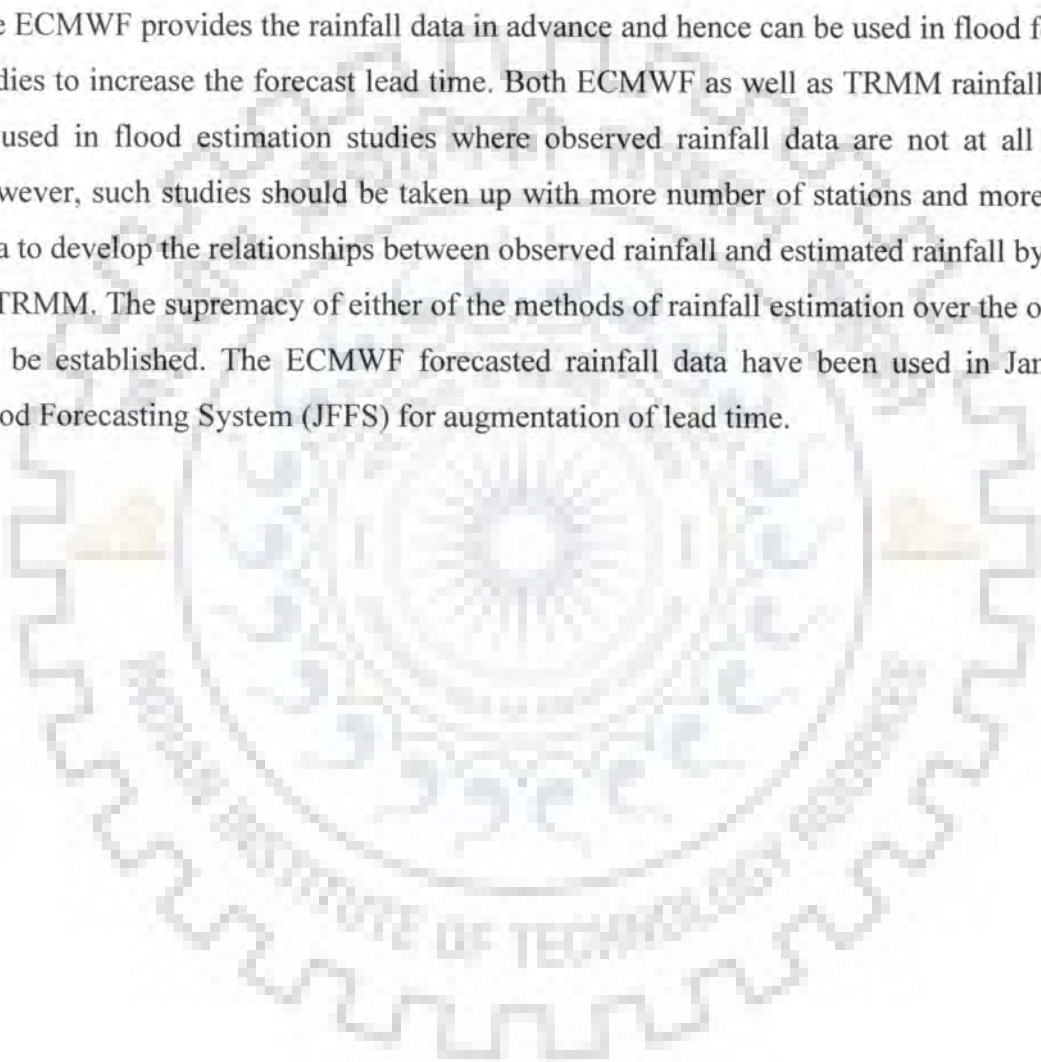 e ECMWF provides the rainfall data in advance and hence can be used in flood f
dies to increase the forecast lead time. Both ECMWF as well as TRMM rainfall
used in flood estimation studies where observed rainfall data are not at all
wever, such studies should be taken up with more number of stations and more
a to develop the relationships between observed rainfall and estimated rainfall by
TRMM. The supremacy of either of the methods of rainfall estimation over the o
be established. The ECMWF forecasted rainfall data have been used in Jar
od Forecasting System (JFFS) for augmentation of lead time.
INSTITUTE OF TECHNOLOGY